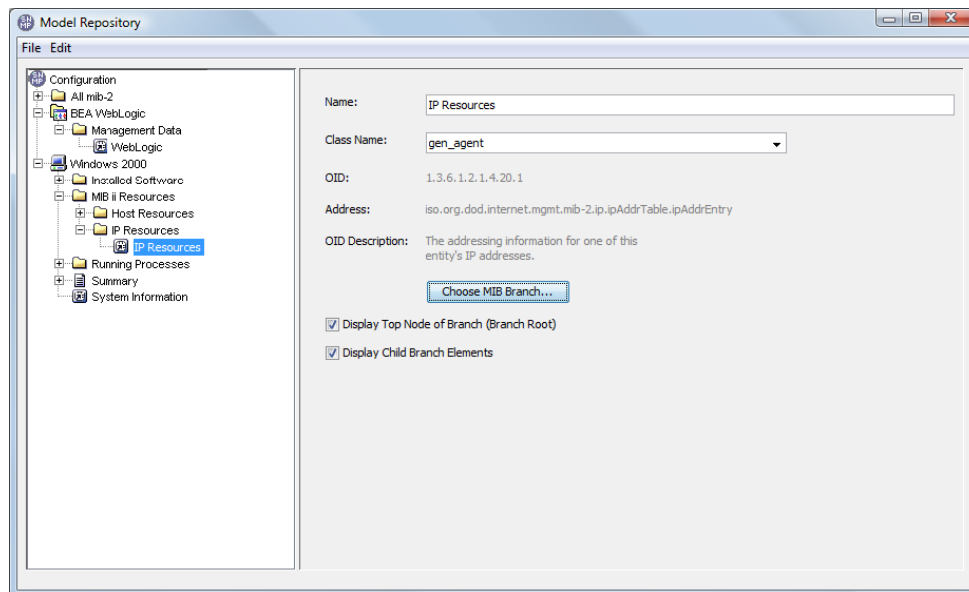 Model Repository
File Edit
Configuration
All mib-2
BEA WebLogic
Management Data
WebLogic
Windows 2000
Installed Software
MIB ii Resources
Host Resources
IP Resources
IP Resources
Running Processes
Summary
System Information
Name: IP Resources
Class Name: gen_agent
OID: 1.3.6.1.2.1.4.20.1
Address: iso.org.dod.internet.mgmt.mib-2.ip.ipAddrTable.ipAddrEntry
OID Description: The addressing information for one of this
entity's IP addresses.
Choose MIB Branch...
Display Top Node of Branch (Branch Root)
Display Child Branch Elements